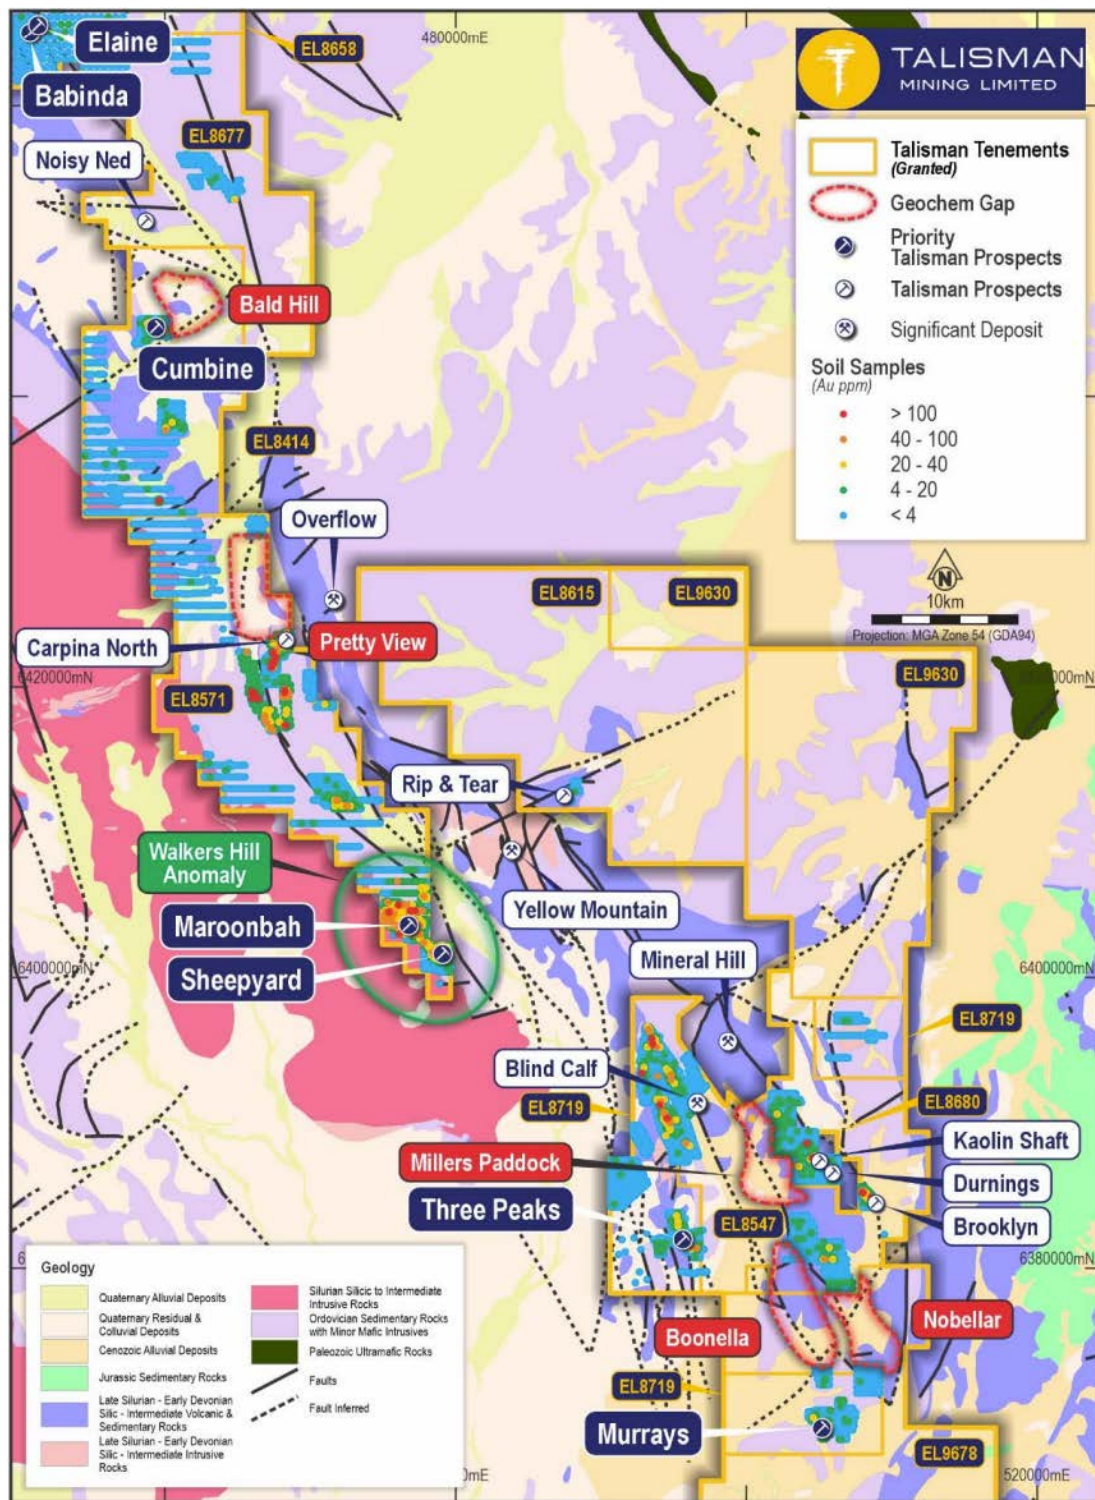 Elaine
480000mE
EL8658
TALISMAN
MINING LIMITED
Babinda
EL8677
Noisy Ned
Talisman Tenements
(Granted)
Geochem Gap
Priority
Talisman Prospects
Talisman Prospects
Significant Deposit
Soil Samples
(Au ppm)
> 100
40 - 100
20 - 40
4 - 20
< 4
Bald Hill
Cumbine
EL8414
Overflow
N
10km
Projection: MGA Zone 54 (GDA94)
EL8615
EL9630
Carpina North
Pretty View
6420000mN
EL8571
EL9630
Rip & Tear
Walkers Hill
Anomaly
Maroonbah
Yellow Mountain
Sheepyard
Mineral Hill
6400000mN
6400000mN
EL8719
Blind Calf
EL8719
EL8680
Kaolin Shaft
Millers Paddock
Durnings
Three Peaks
EL8547
Brooklyn
6380000mN
Boonella
Nobellar
EL8719
Murrays
EL9678
520000mE
Geology
Quaternary Alluvial Deposits
Quaternary Residual &
Colluvial Deposits
Cenozoic Alluvial Deposits
Jurassic Sedimentary Rocks
Late Silurian - Early Devonian
Silic - Intermediate Volcanic &
Sedimentary Rocks
Late Silurian - Early Devonian
Silic - Intermediate Intrusive
Rocks
Silurian Silicic to Intermediate
Intrusive Rocks
Ordovician Sedimentary Rocks
with Minor Mafic Intrusives
Paleozoic Ultramafic Rocks
Faults
Fault Inferred